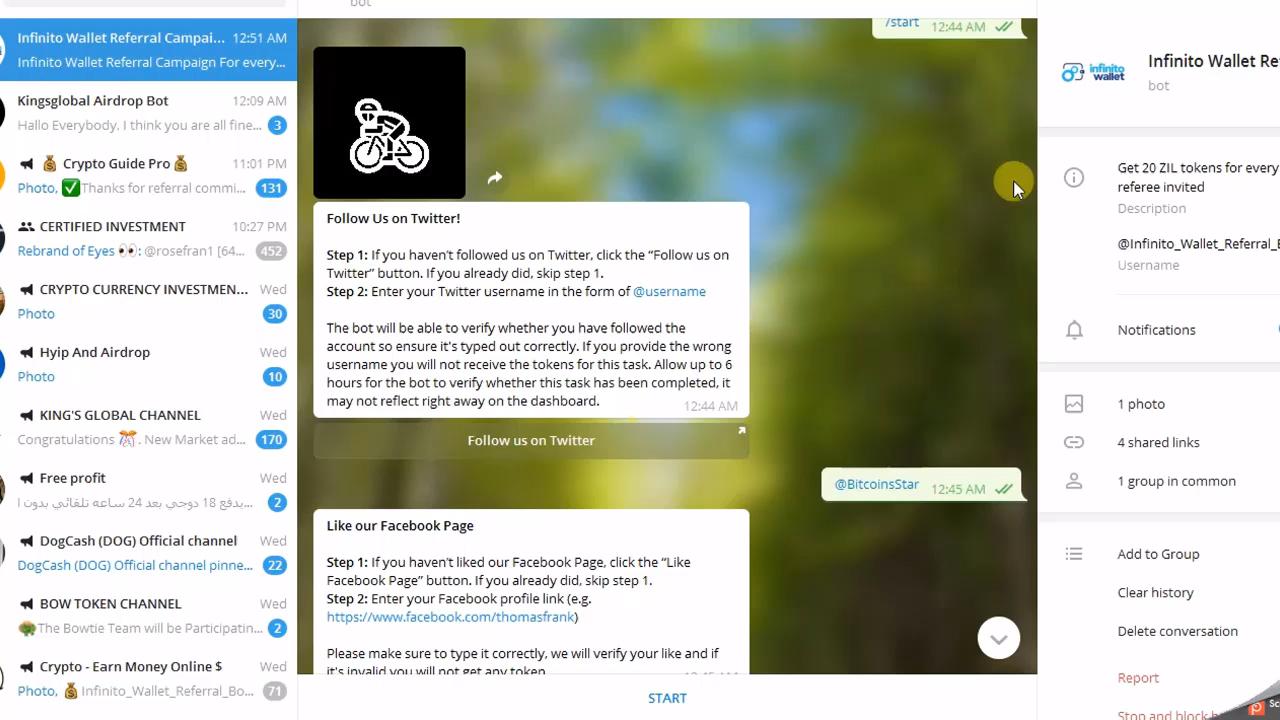 bot
Infinito Wallet Referral Campai... 12:51 AM
Infinito Wallet Referral Campaign For every...
Kingsglobal Airdrop Bot 12:09 AM
Hallo Everybody. I think you are all fine... 3
💰 Crypto Guide Pro 💰 11:01 PM
Photo, ✅Thanks for referral commi... 131
CERTIFIED INVESTMENT 10:27 PM
Rebrand of Eyes 👀: @rosefran1 [64... 452
CRYPTO CURRENCY INVESTMEN... Wed
Photo 30
Hyip And Airdrop Wed
Photo 10
KING'S GLOBAL CHANNEL Wed
Congratulations 🎊. New Market ad... 170
Free profit Wed
يدفع 18 دوجي بعد 24 ساعه تلقائي بدون ا... 2
DogCash (DOG) Official channel Wed
DogCash (DOG) Official channel pinne... 22
BOW TOKEN CHANNEL Wed
The Bowtie Team will be Participatin... 2
Crypto - Earn Money Online $ Wed
Photo, 💰Infinito_Wallet_Referral_Bo... 71
/start
12:44 AM
Follow Us on Twitter!
Step 1: If you haven’t followed us on Twitter, click the “Follow us on
Twitter” button. If you already did, skip step 1.
Step 2: Enter your Twitter username in the form of @username
The bot will be able to verify whether you have followed the
account so ensure it's typed out correctly. If you provide the wrong
username you will not receive the tokens for this task. Allow up to 6
hours for the bot to verify whether this task has been completed, it
may not reflect right away on the dashboard. 12:44 AM
Follow us on Twitter
@BitcoinsStar 12:45 AM
Like our Facebook Page
Step 1: If you haven’t liked our Facebook Page, click the “Like
Facebook Page” button. If you already did, skip step 1.
Step 2: Enter your Facebook profile link (e.g.
https://www.facebook.com/thomasfrank)
Please make sure to type it correctly, we will verify your like and if
it's invalid you will not get any token.
START
infinito
wallet
Infinito Wallet Re
bot
Get 20 ZIL tokens for every
referee invited
Description
@Infinito_Wallet_Referral_
Username
Notifications
1 photo
4 shared links
1 group in common
Add to Group
Clear history
Delete conversation
Report
Stop and block